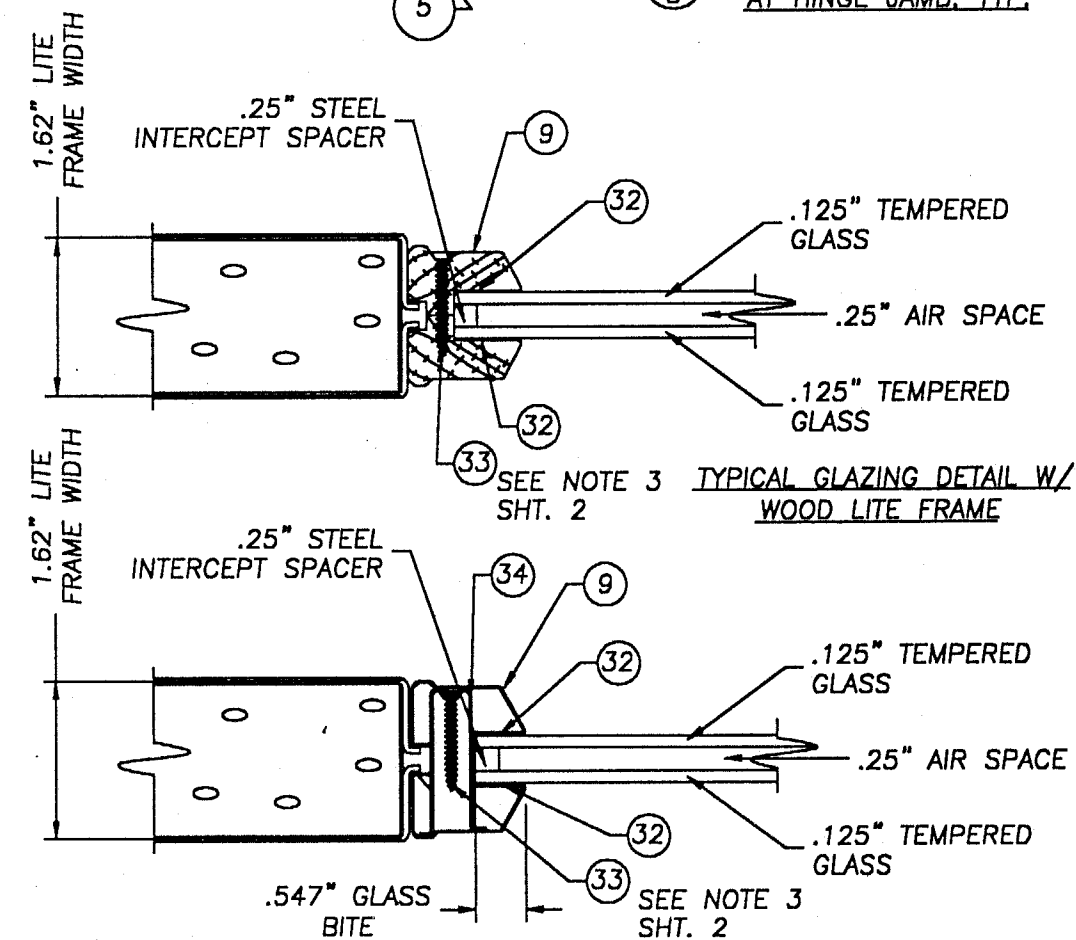 5
AT HINGE JAMB, TYP.
1.62" LITE
FRAME WIDTH
.25" STEEL
INTERCEPT SPACER
9
32
.125" TEMPERED
GLASS
.25" AIR SPACE
.125" TEMPERED
GLASS
32
33
SEE NOTE 3
SHT. 2
TYPICAL GLAZING DETAIL W/
WOOD LITE FRAME
1.62" LITE
FRAME WIDTH
.25" STEEL
INTERCEPT SPACER
34
9
32
.125" TEMPERED
GLASS
.25" AIR SPACE
.125" TEMPERED
GLASS
32
33
SEE NOTE 3
SHT. 2
.547" GLASS
BITE